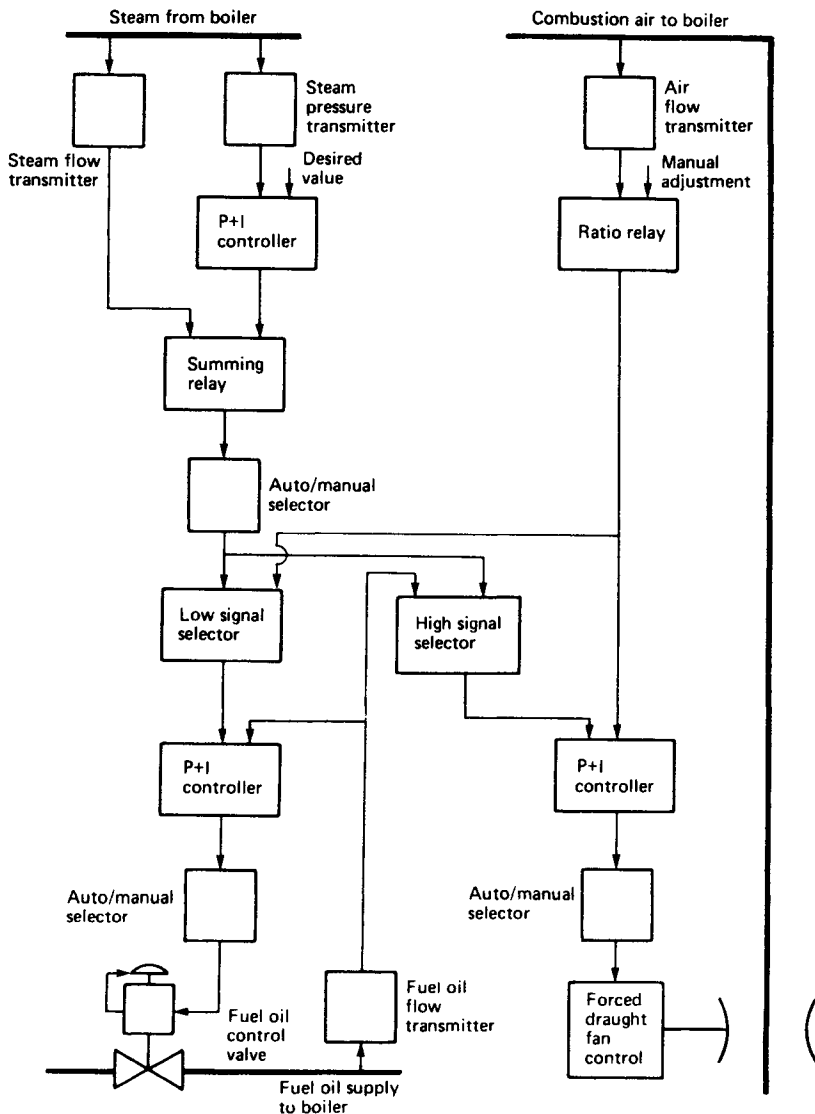 Steam from boiler
Combustion air to boiler
Steam
pressure
transmitter
Air
flow
transmitter
Steam flow
transmitter
Desired
value
Manual
adjustment
P+I
controller
Ratio relay
Summing
relay
Auto/manual
selector
Low signal
selector
High signal
selector
P+I
controller
P+I
controller
Auto/manual
selector
Auto/manual
selector
Fuel oil
control
valve
Fuel oil
flow
transmitter
Forced
draught
fan
control
Fuel oil supply
to boiler